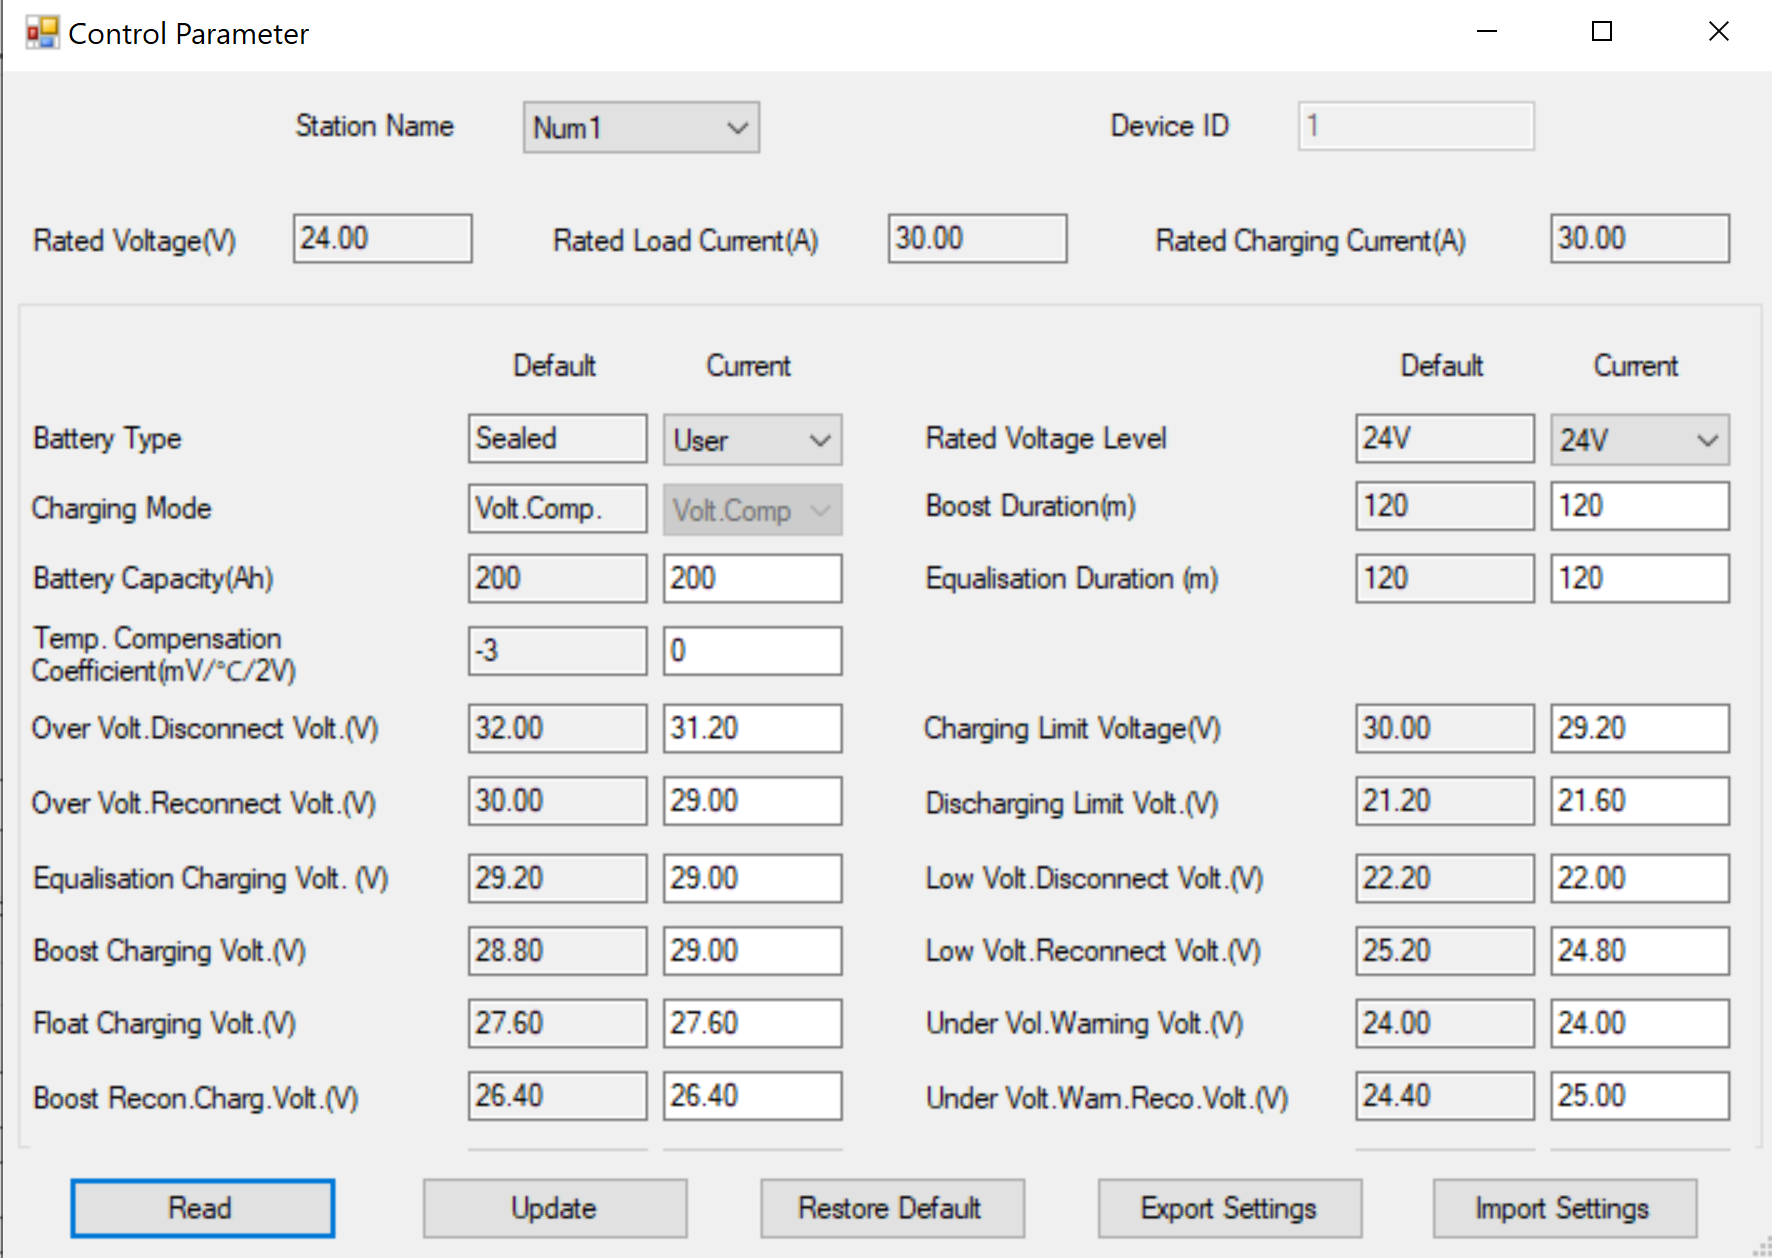 Control Parameter
Station Name Num1 Device ID 1
Rated Voltage(V) 24.00 Rated Load Current(A) 30.00 Rated Charging Current(A) 30.00
Default Current Default Current
Battery Type Sealed User Rated Voltage Level 24V 24V
Charging Mode Volt.Comp. Volt.Comp Boost Duration(m) 120 120
Battery Capacity(Ah) 200 200 Equalisation Duration (m) 120 120
Temp. Compensation
Coefficient(mV/°C/2V) -3 0
Over Volt.Disconnect Volt.(V) 32.00 31.20 Charging Limit Voltage(V) 30.00 29.20
Over Volt.Reconnect Volt.(V) 30.00 29.00 Discharging Limit Volt.(V) 21.20 21.60
Equalisation Charging Volt. (V) 29.20 29.00 Low Volt.Disconnect Volt.(V) 22.20 22.00
Boost Charging Volt.(V) 28.80 29.00 Low Volt.Reconnect Volt.(V) 25.20 24.80
Float Charging Volt.(V) 27.60 27.60 Under Vol.Warning Volt.(V) 24.00 24.00
Boost Recon.Charg.Volt.(V) 26.40 26.40 Under Volt.Warn.Reco.Volt.(V) 24.40 25.00
Read Update Restore Default Export Settings Import Settings